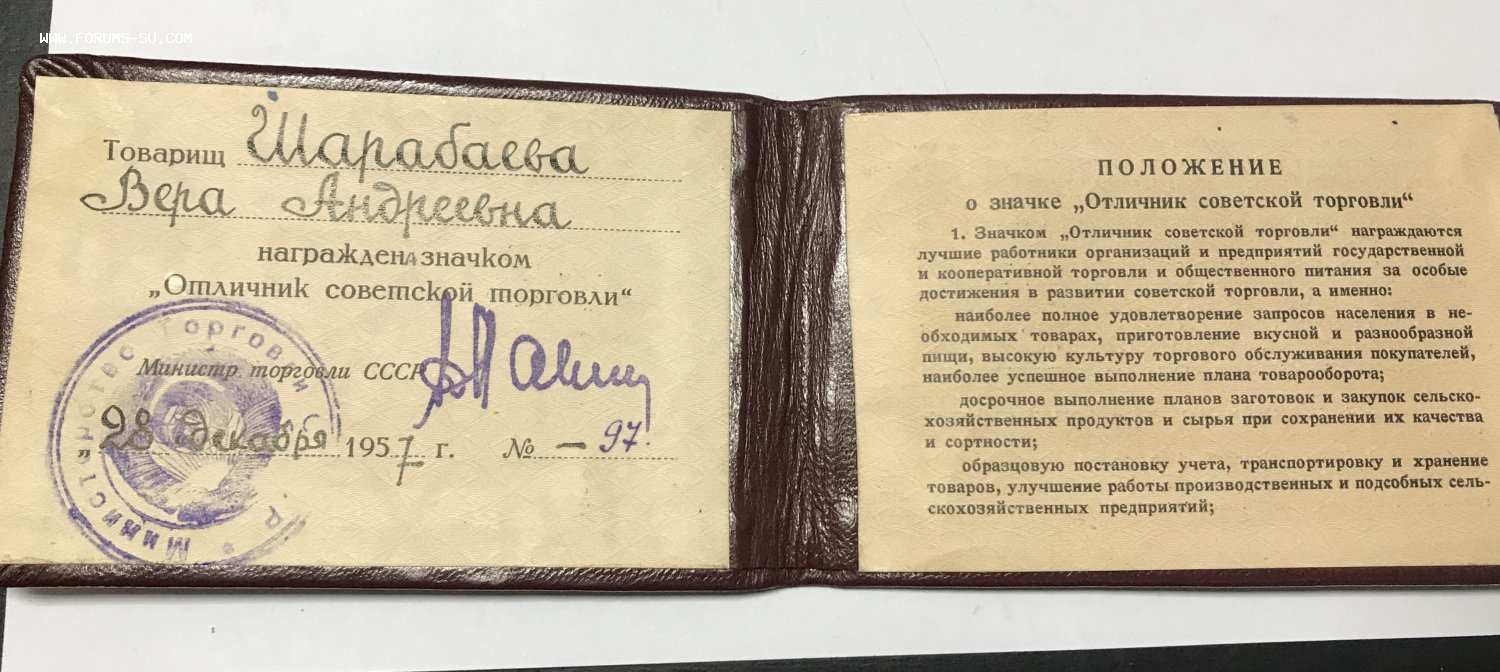 WWW.FORUMS-SU.COM
Товарищ Шарабаева
Вера Андреевна
награжденА значком
„Отличник советской торговли“
Министр торговли СССР
„28 декабря 1957 г. № – 97.
Министерство торговли СССР
ПОЛОЖЕНИЕ
о значке „Отличник советской торговли“
1. Значком „Отличник советской торговли“ награждаются
лучшие работники организаций и предприятий государственной
и кооперативной торговли и общественного питания за особые
достижения в развитии советской торговли, а именно:
наиболее полное удовлетворение запросов населения в не-
обходимых товарах, приготовление вкусной и разнообразной
пищи, высокую культуру торгового обслуживания покупателей,
наиболее успешное выполнение плана товарооборота;
досрочное выполнение планов заготовок и закупок сельско-
хозяйственных продуктов и сырья при сохранении их качества
и сортности;
образцовую постановку учета, транспортировку и хранение
товаров, улучшение работы производственных и подсобных сель-
скохозяйственных предприятий;